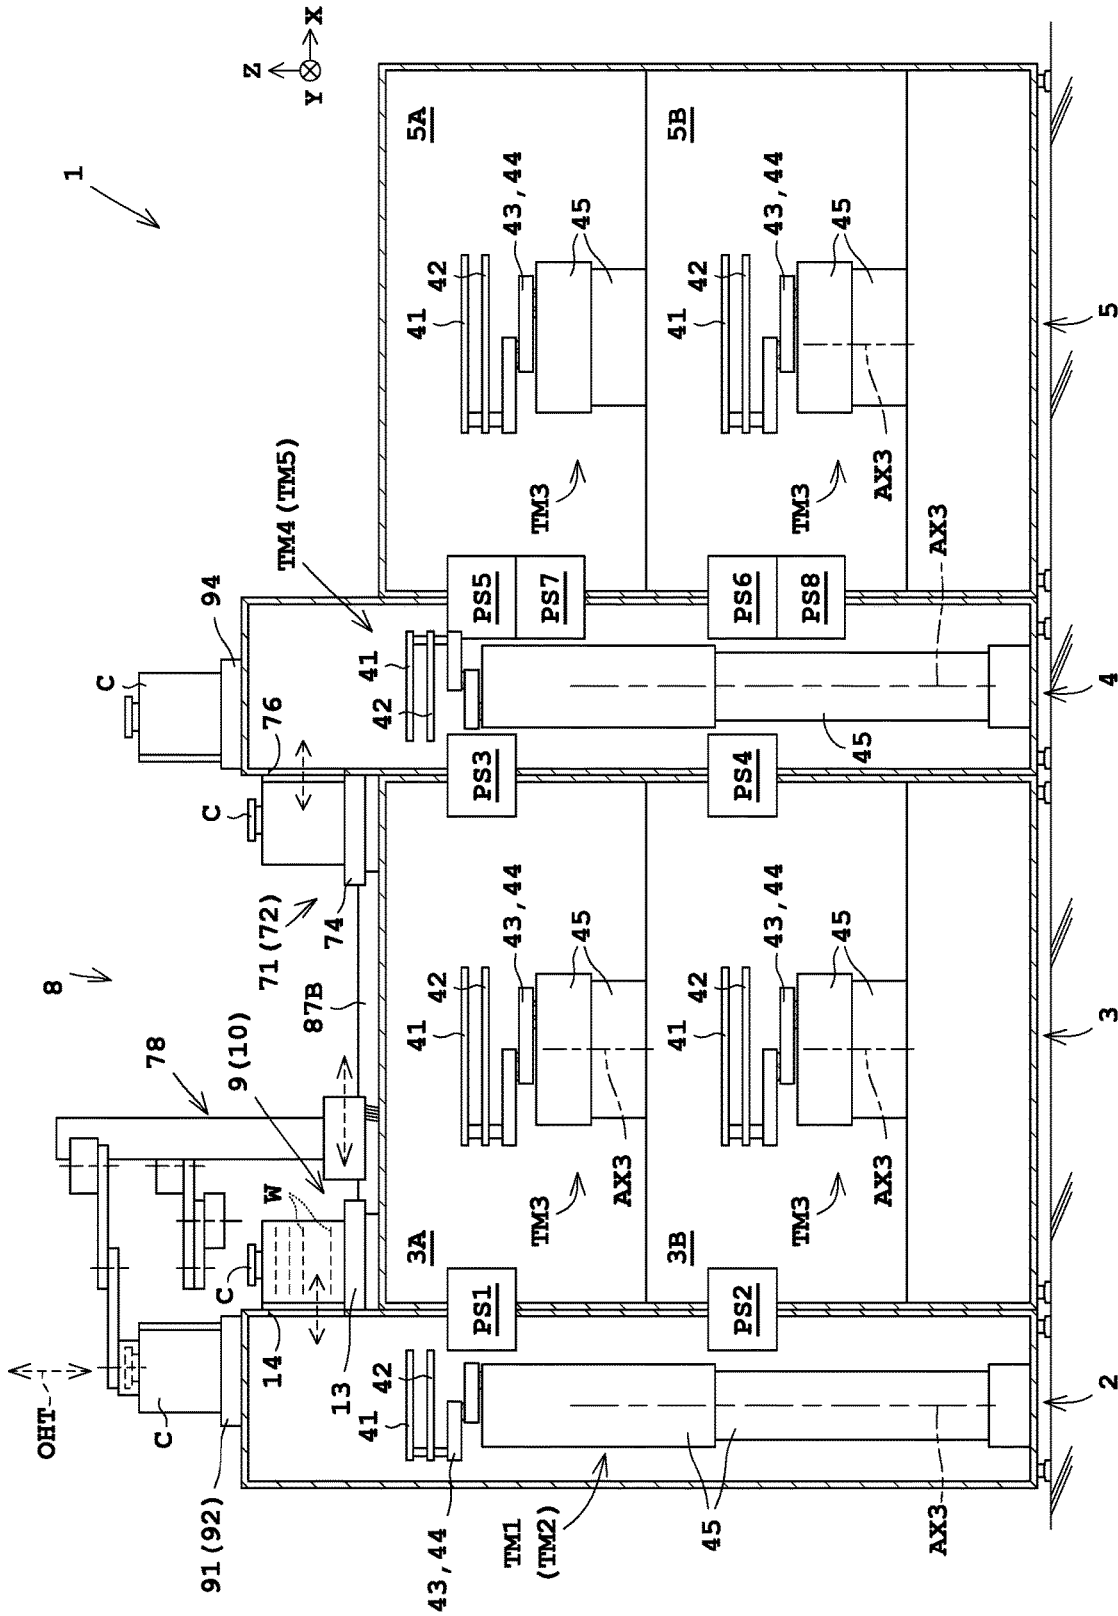 OHT
8
1
78
C
C
Z
Y
X
91(92)
C
C
94
9(10)
W
71(72)
76
14
TM4(TM5)
87B
13
74
41
42
41
42
3A
41
42
41
42
5A
43,44
PS1
PS3
PS5
43,44
43,44
TM1
(TM2)
TM3
TM3
PS7
45
45
AX3
3B
41
42
41
42
5B
45
PS2
PS4
PS6
43,44
43,44
TM3
TM3
PS8
45
45
45
AX3
AX3
AX3
AX3
2
3
4
5